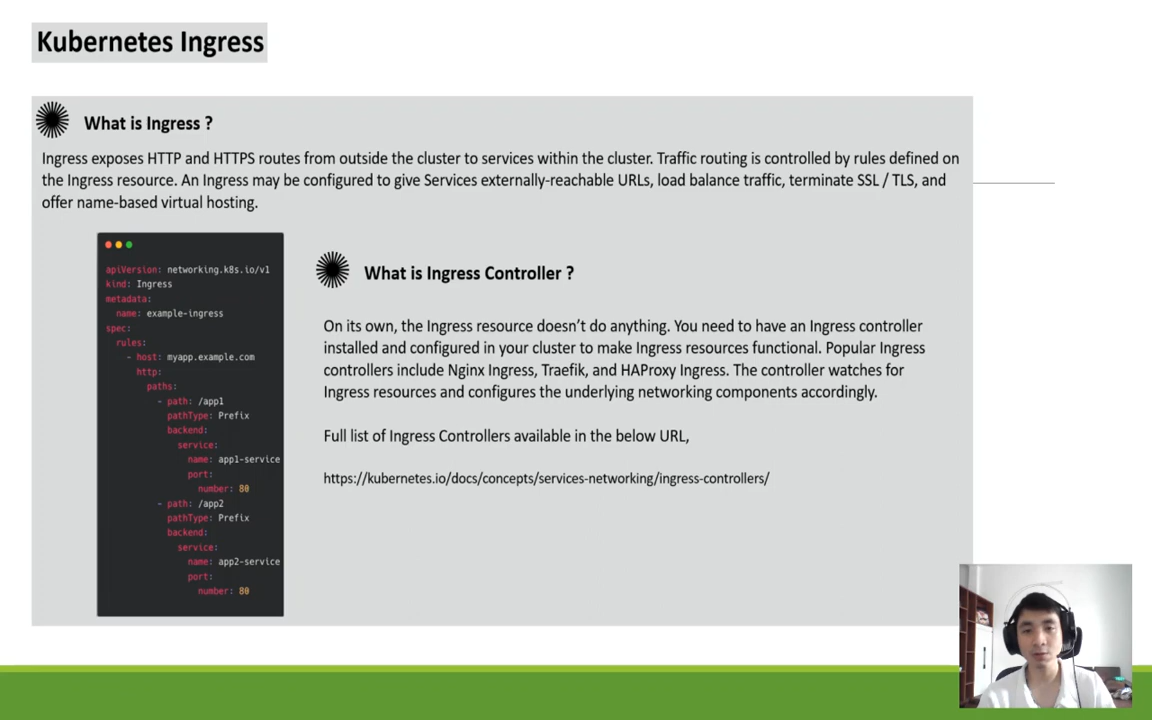 Kubernetes Ingress
What is Ingress ?
Ingress exposes HTTP and HTTPS routes from outside the cluster to services within the cluster. Traffic routing is controlled by rules defined on
the Ingress resource. An Ingress may be configured to give Services externally-reachable URLs, load balance traffic, terminate SSL / TLS, and
offer name-based virtual hosting.
apiVersion: networking.k8s.io/v1
kind: Ingress
metadata:
name: example-ingress
spec:
rules:
- host: myapp.example.com
http:
paths:
- path: /app1
pathType: Prefix
backend:
service:
name: app1-service
port:
number: 80
- path: /app2
pathType: Prefix
backend:
service:
name: app2-service
port:
number: 80
What is Ingress Controller ?
On its own, the Ingress resource doesn’t do anything. You need to have an Ingress controller
installed and configured in your cluster to make Ingress resources functional. Popular Ingress
controllers include Nginx Ingress, Traefik, and HAProxy Ingress. The controller watches for
Ingress resources and configures the underlying networking components accordingly.
Full list of Ingress Controllers available in the below URL,
https://kubernetes.io/docs/concepts/services-networking/ingress-controllers/